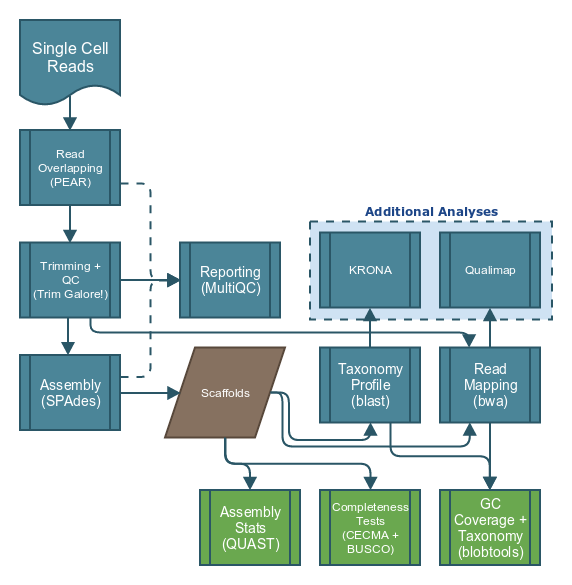 Single Cell
Reads
Read
Overlapping
(PEAR)
Additional Analyses
Trimming +
QC
(Trim Galore!)
Reporting
(MultiQC)
KRONA
Qualimap
Assembly
(SPAdes)
Scaffolds
Taxonomy
Profile
(blast)
Read
Mapping
(bwa)
Assembly
Stats
(QUAST)
Completeness
Tests
(CECMA +
BUSCO)
GC
Coverage +
Taxonomy
(blobtools)